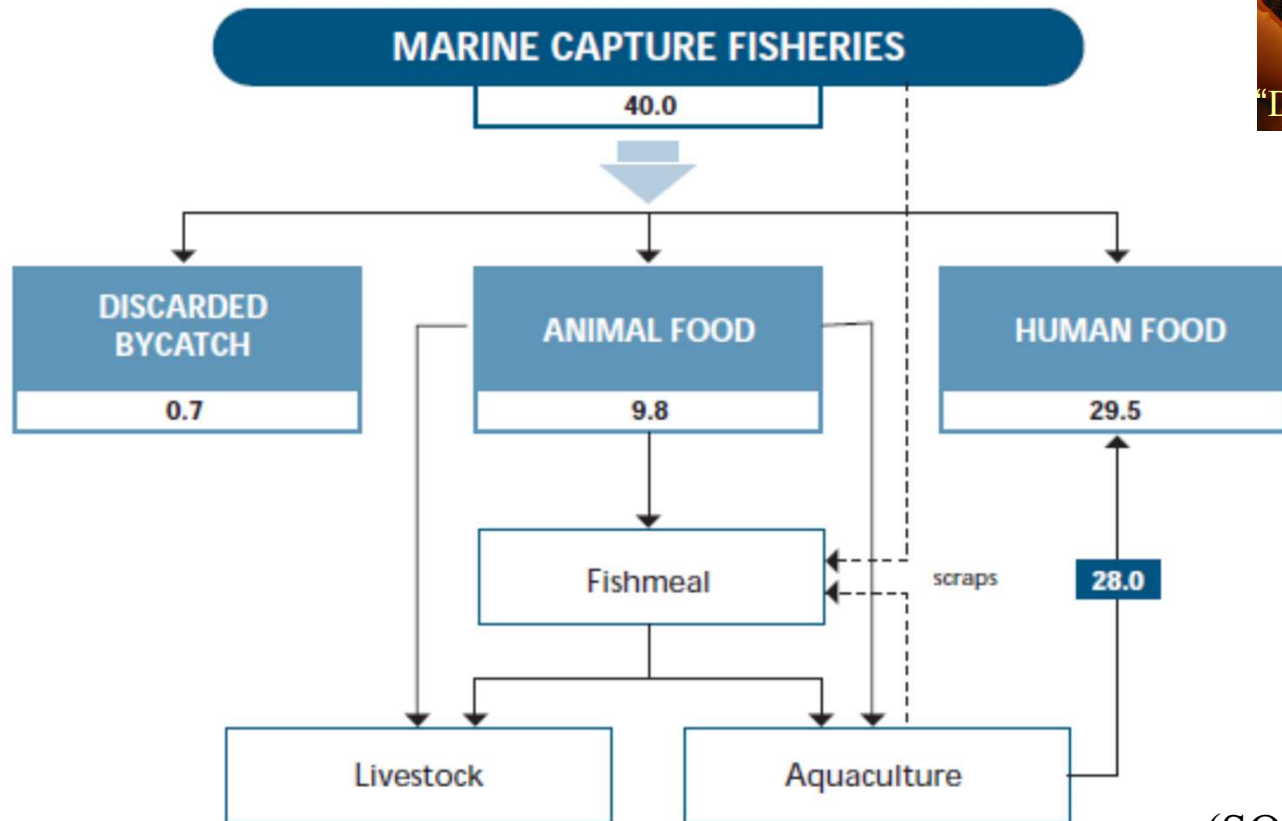 MARINE CAPTURE FISHERIES
40.0
DISCARDED
BYCATCH
0.7
ANIMAL FOOD
9.8
HUMAN FOOD
29.5
Fishmeal
scraps
28.0
Livestock
Aquaculture